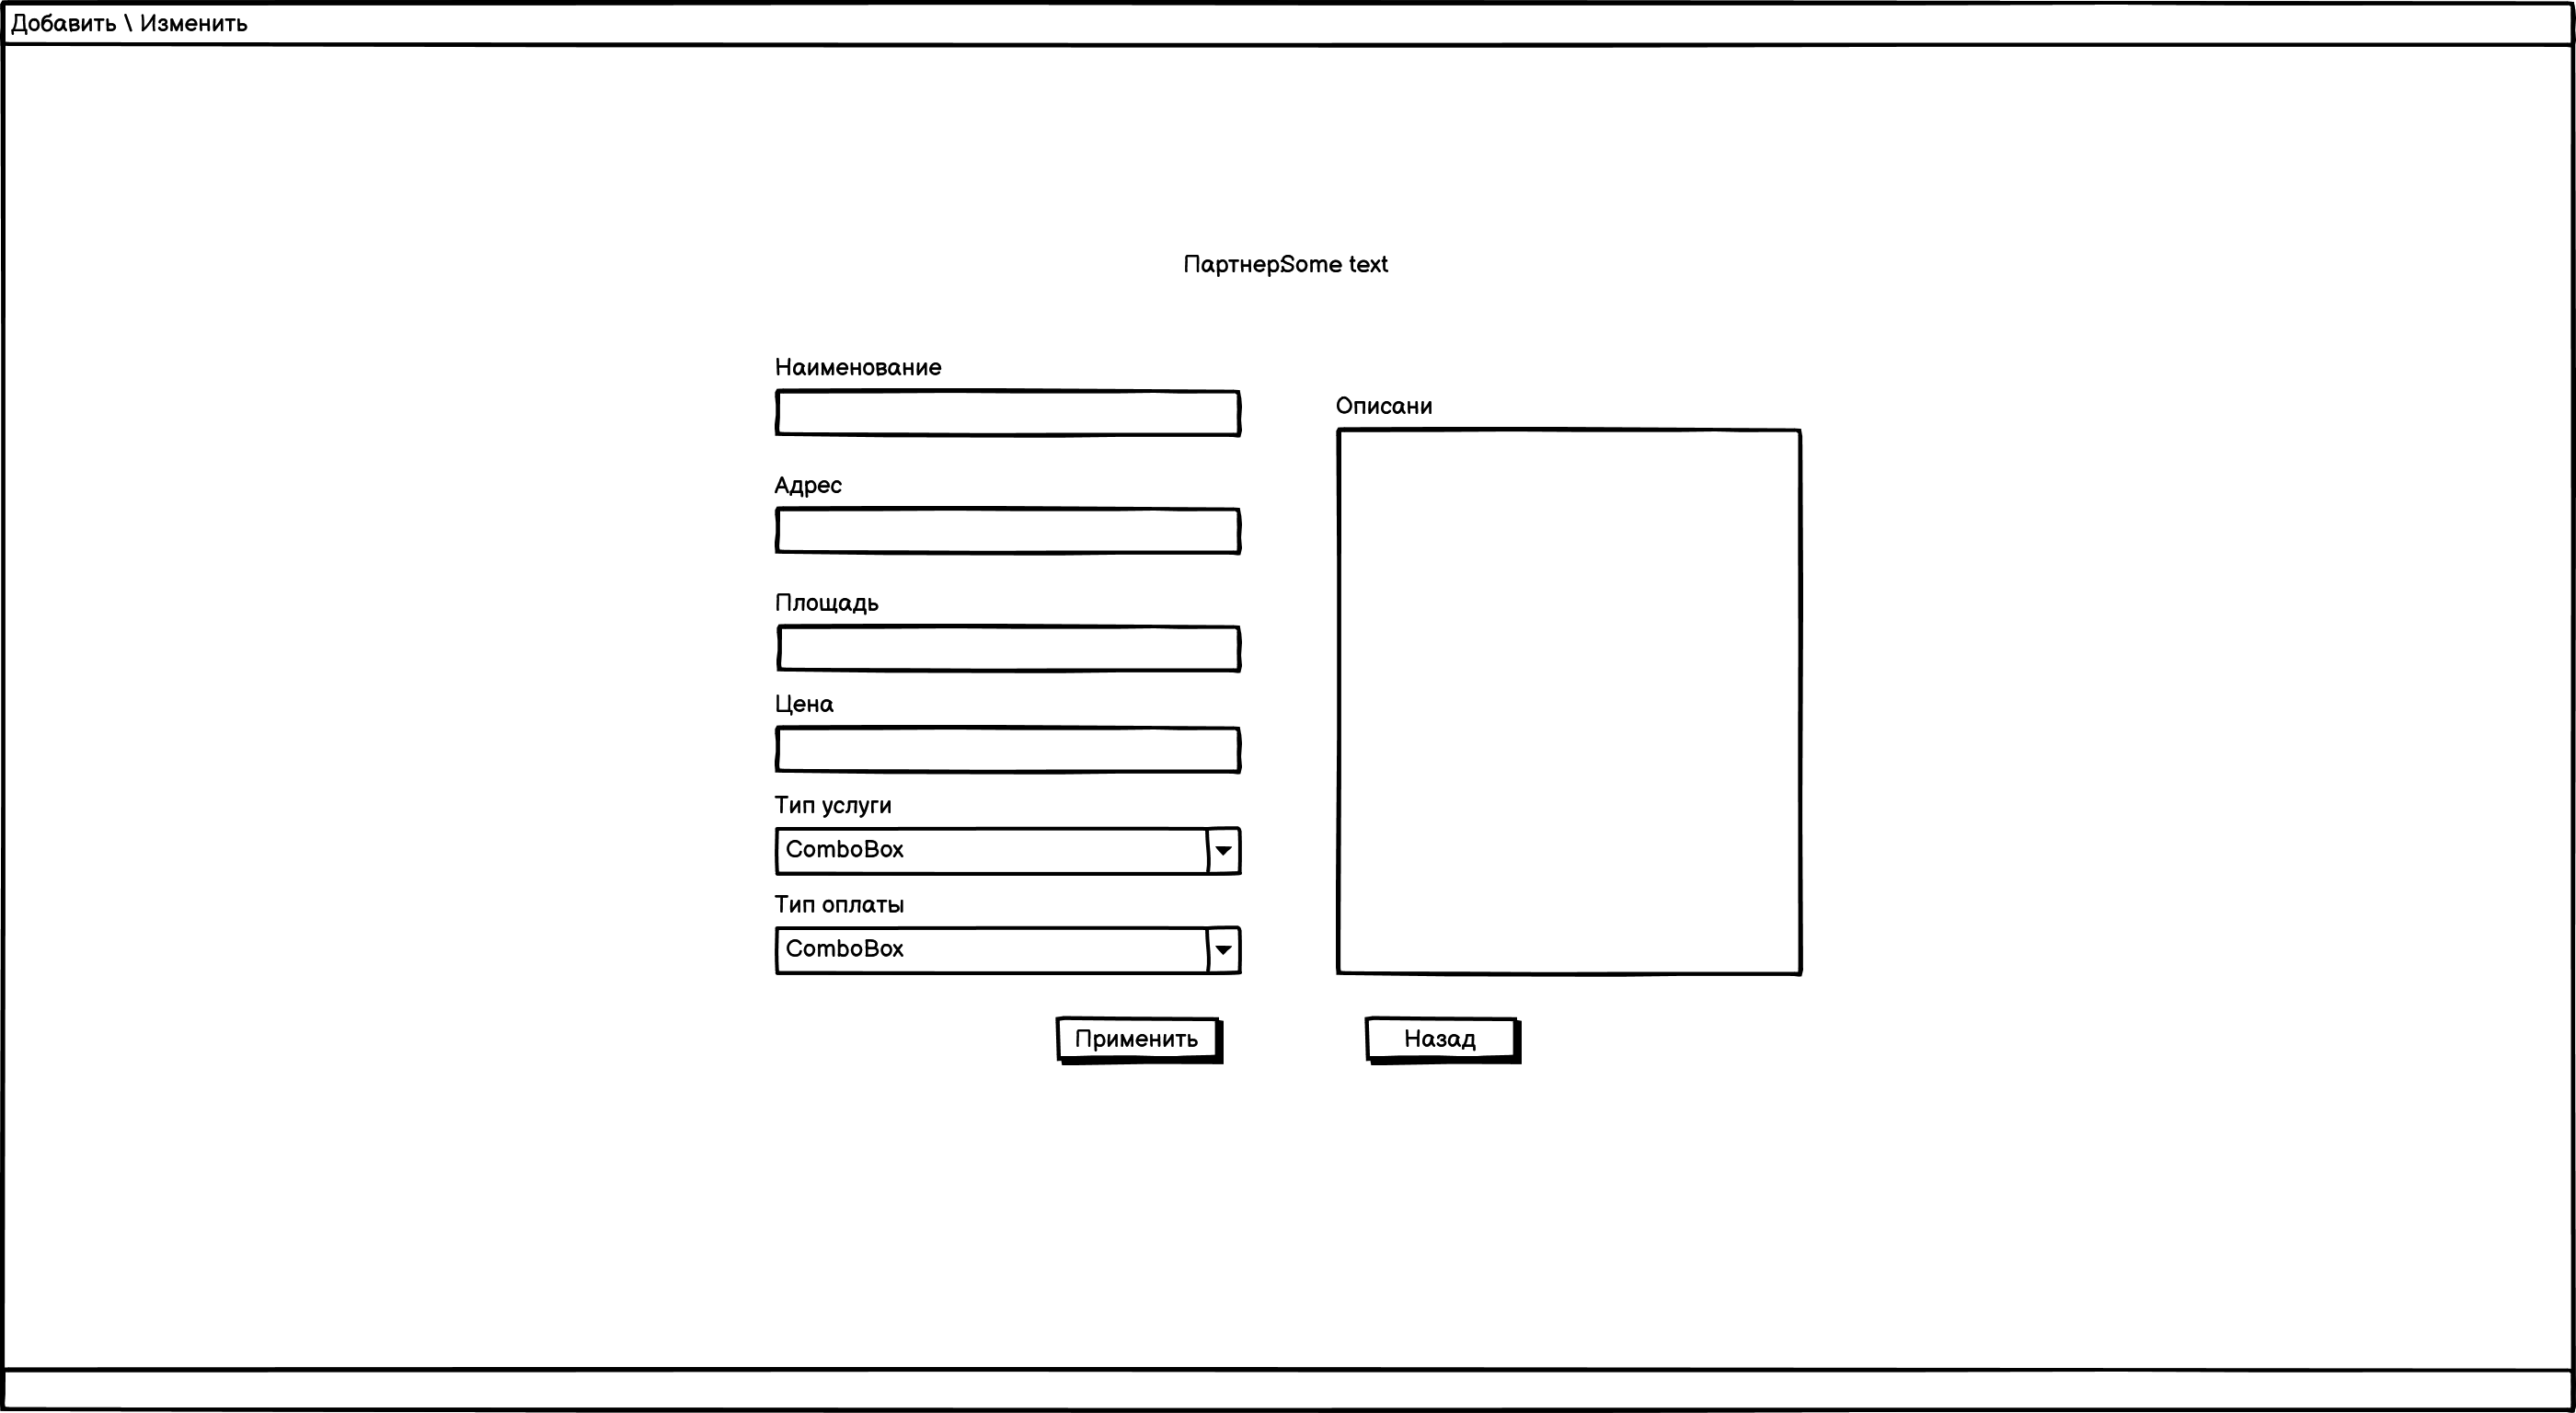 Добавить \ Изменить
ПартнерSome text
Наименование
Адрес
Площадь
Цена
Тип услуги
ComboBox
Тип оплаты
ComboBox
Описани
Применить
Назад